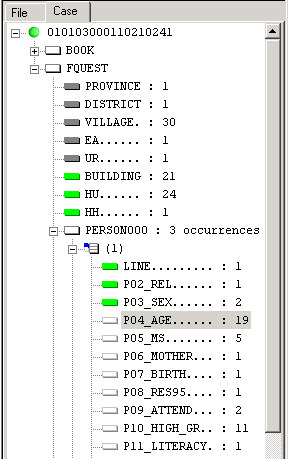 File Case
010103000110210241
BOOK
FQUEST
PROVINCE : 1
DISTRICT : 1
VILLAGE. : 30
EA...... : 1
UR...... : 1
BUILDING : 21
HU...... : 24
HH...... : 1
PERSON000 : 3 occurrences
(1)
LINE......... : 1
P02_REL...... : 1
P03_SEX...... : 2
P04_AGE...... : 19
P05_MS....... : 5
P06_MOTHER... : 1
P07_BIRTH.... : 1
P08_RES95.... : 1
P09_ATTEND... : 2
P10_HIGH_GR.. : 11
P11_LITERACY. : 1